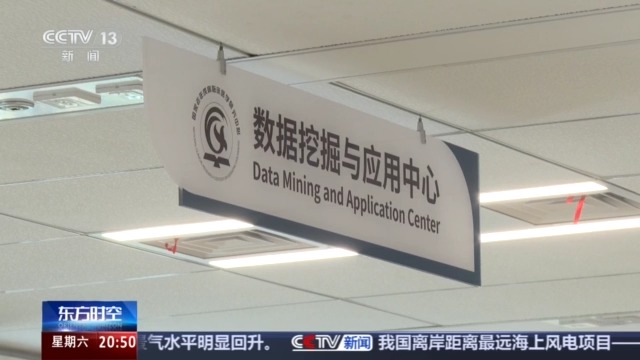 CCTV 13
新闻
数据挖掘与应用中心
Data Mining and Application Center
东方时空
星期六 20:50
气水平明显回升。 CCTV新闻 我国离岸距离最远海上风电项目——